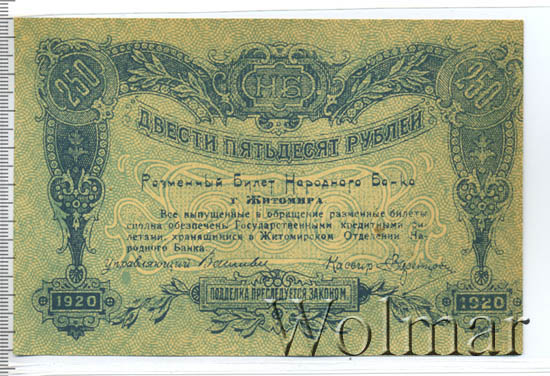 250 НБ 250
ДВЕСТИ ПЯТЬДЕСЯТ РУБЛЕЙ
Разменный Билет Народного Банка
г Житомира
Все выпущенные в обращение разменные билеты
сполна обезпечены Государственными кредитными би-
летами, хранящимися в Житомирском Отделении На-
родного Банка.
Управляющий Кассир
1920 ПОДДЕЛКА ПРЕСЛЕДУЕТСЯ ЗАКОНОМ. 1920
Wolmar